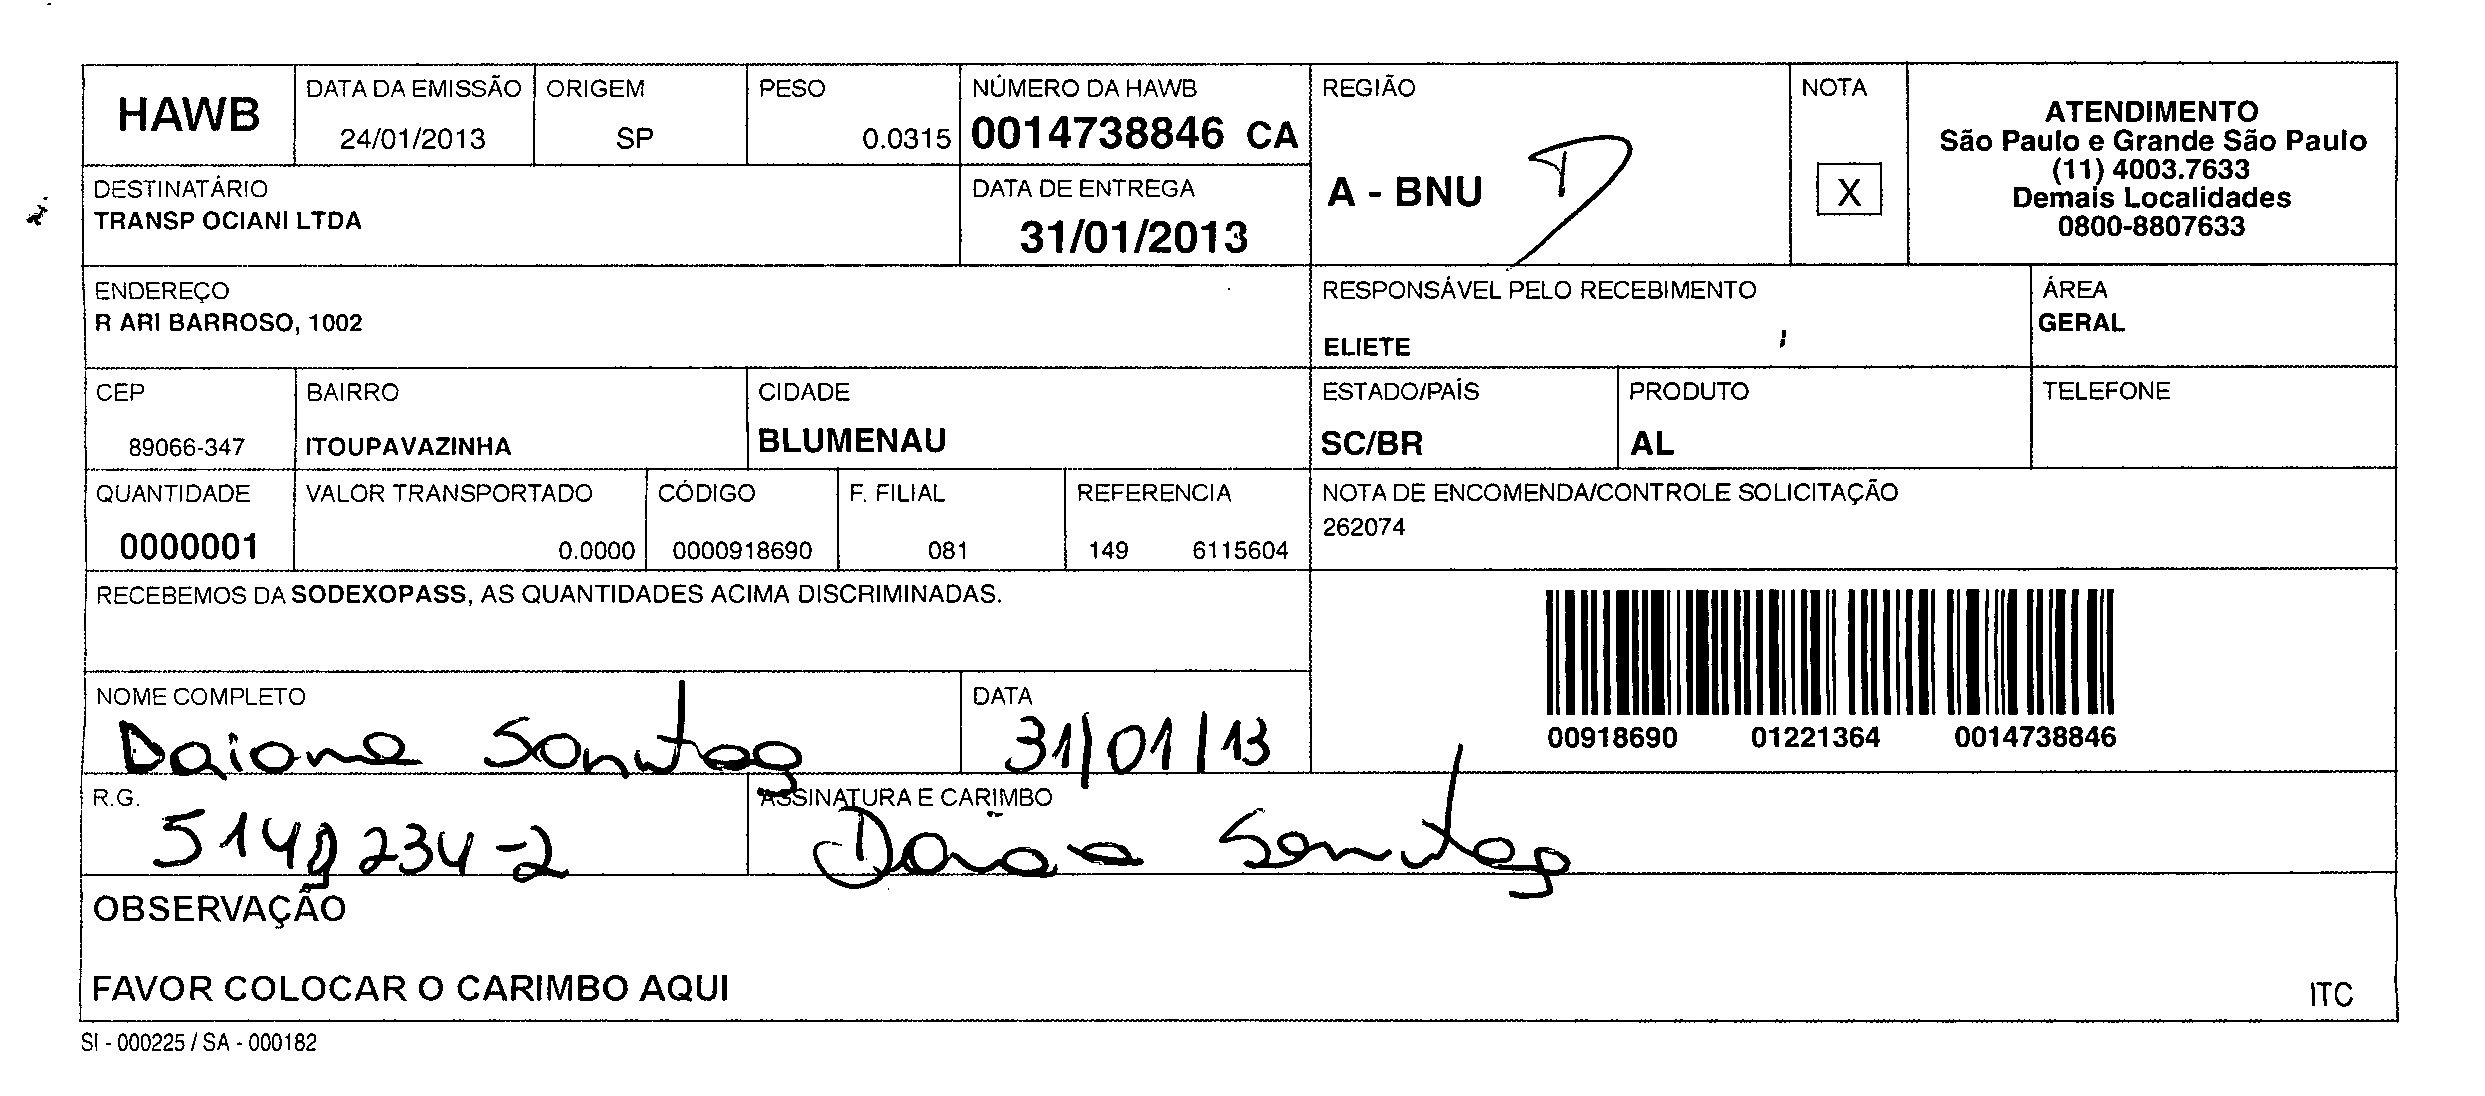 HAWB
DATA DA EMISSÃO
24/01/2013
ORIGEM
SP
PESO
0.0315
NÚMERO DA HAWB
0014738846 CA
REGIÃO
A - BNU
NOTA
X
ATENDIMENTO
São Paulo e Grande São Paulo
(11) 4003.7633
Demais Localidades
0800-8807633
DESTINATÁRIO
TRANSP OCIANI LTDA
DATA DE ENTREGA
31/01/2013
ENDEREÇO
R ARI BARROSO, 1002
RESPONSÁVEL PELO RECEBIMENTO
ELIETE
ÁREA
GERAL
CEP
89066-347
BAIRRO
ITOUPAVAZINHA
CIDADE
BLUMENAU
ESTADO/PAÍS
SC/BR
PRODUTO
AL
TELEFONE
QUANTIDADE
0000001
VALOR TRANSPORTADO
0.0000
CÓDIGO
0000918690
F. FILIAL
081
REFERENCIA
149 6115604
NOTA DE ENCOMENDA/CONTROLE SOLICITAÇÃO
262074
RECEBEMOS DA SODEXOPASS, AS QUANTIDADES ACIMA DISCRIMINADAS.
00918690 01221364 0014738846
NOME COMPLETO
Daiane Sonntag
DATA
31/01/13
R.G.
ASSINATURA E CARIMBO
OBSERVAÇÃO
FAVOR COLOCAR O CARIMBO AQUI
ITC
SI - 000225 / SA - 000182